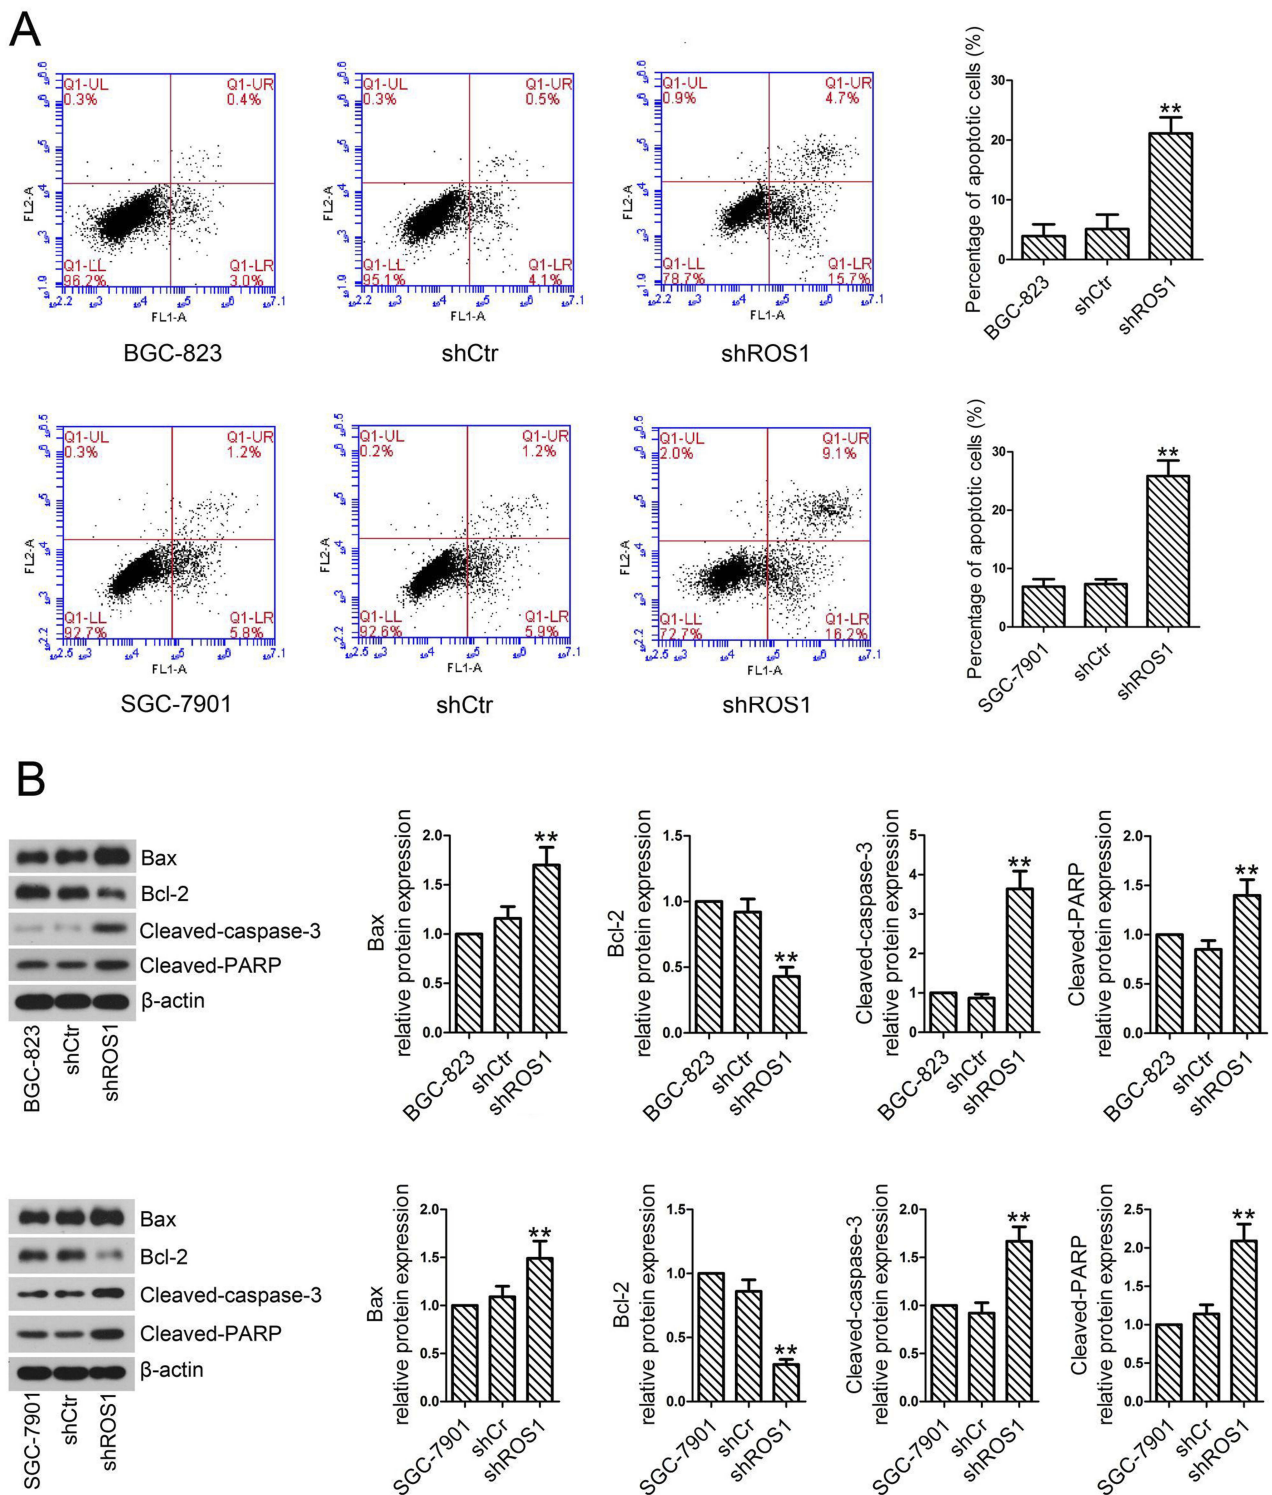 A
Q1-UL
0.3%
Q1-UR
0.4%
Q1-LL
96.2%
Q1-LR
3.0%
FL2-A
FL1-A
BGC-823
Q1-UL
0.3%
Q1-UR
0.5%
Q1-LL
95.1%
Q1-LR
4.1%
FL2-A
FL1-A
shCtr
Q1-UL
0.9%
Q1-UR
4.7%
Q1-LL
78.7%
Q1-LR
15.7%
FL2-A
FL1-A
shROS1
Percentage of apoptotic cells (%)
30
20
10
0
**
BGC-823
shCtr
shROS1
Q1-UL
0.3%
Q1-UR
1.2%
Q1-LL
92.7%
Q1-LR
5.8%
FL2-A
FL1-A
SGC-7901
Q1-UL
0.2%
Q1-UR
1.2%
Q1-LL
92.6%
Q1-LR
5.9%
FL2-A
FL1-A
shCtr
Q1-UL
2.0%
Q1-UR
9.1%
Q1-LL
72.7%
Q1-LR
16.2%
FL2-A
FL1-A
shROS1
Percentage of apoptotic cells (%)
30
20
10
0
**
SGC-7901
shCtr
shROS1
B
Bax
Bcl-2
Cleaved-caspase-3
Cleaved-PARP
β-actin
BGC-823
shCtr
shROS1
Bax
relative protein expression
2.0
1.5
1.0
0.5
0.0
**
BGC-823
shCtr
shROS1
Bcl-2
relative protein expression
1.5
1.0
0.5
0.0
**
BGC-823
shCtr
shROS1
Cleaved-caspase-3
relative protein expression
5
4
3
2
1
0
**
BGC-823
shCtr
shROS1
Cleaved-PARP
relative protein expression
2.0
1.5
1.0
0.5
0.0
**
BGC-823
shCtr
shROS1
Bax
Bcl-2
Cleaved-caspase-3
Cleaved-PARP
β-actin
SGC-7901
shCtr
shROS1
Bax
relative protein expression
2.0
1.5
1.0
0.5
0.0
**
SGC-7901
shCr
shROS1
Bcl-2
relative protein expression
1.5
1.0
0.5
0.0
**
SGC-7901
shCr
shROS1
Cleaved-caspase-3
relative protein expression
2.0
1.5
1.0
0.5
0.0
**
SGC-7901
shCr
shROS1
Cleaved-PARP
relative protein expression
2.5
2.0
1.5
1.0
0.5
0.0
**
SGC-7901
shCr
shROS1